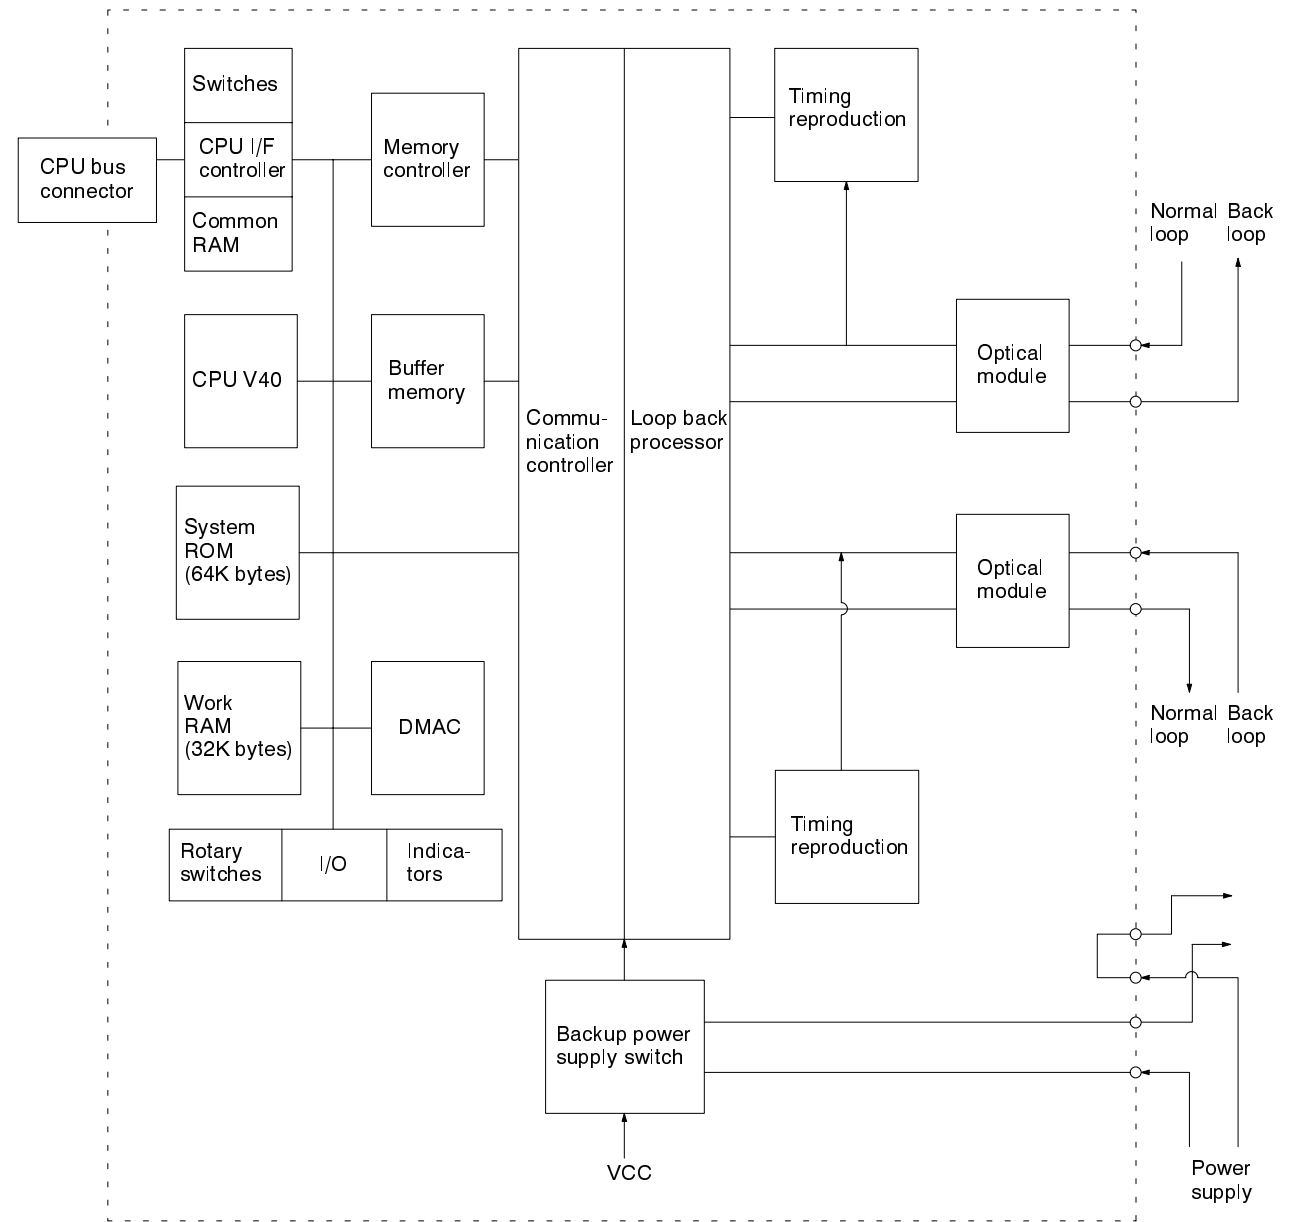 Switches
CPU I/F
controller
Common
RAM
CPU bus
connector
Memory
controller
Timing
reproduction
Normal
loop
Back
loop
CPU V40
Buffer
memory
Optical
module
Commu-
nication
controller
Loop back
processor
System
ROM
(64K bytes)
Optical
module
Work
RAM
(32K bytes)
DMAC
Normal
loop
Back
loop
Rotary
switches
I/O
Indica-
tors
Timing
reproduction
Backup power
supply switch
VCC
Power
supply